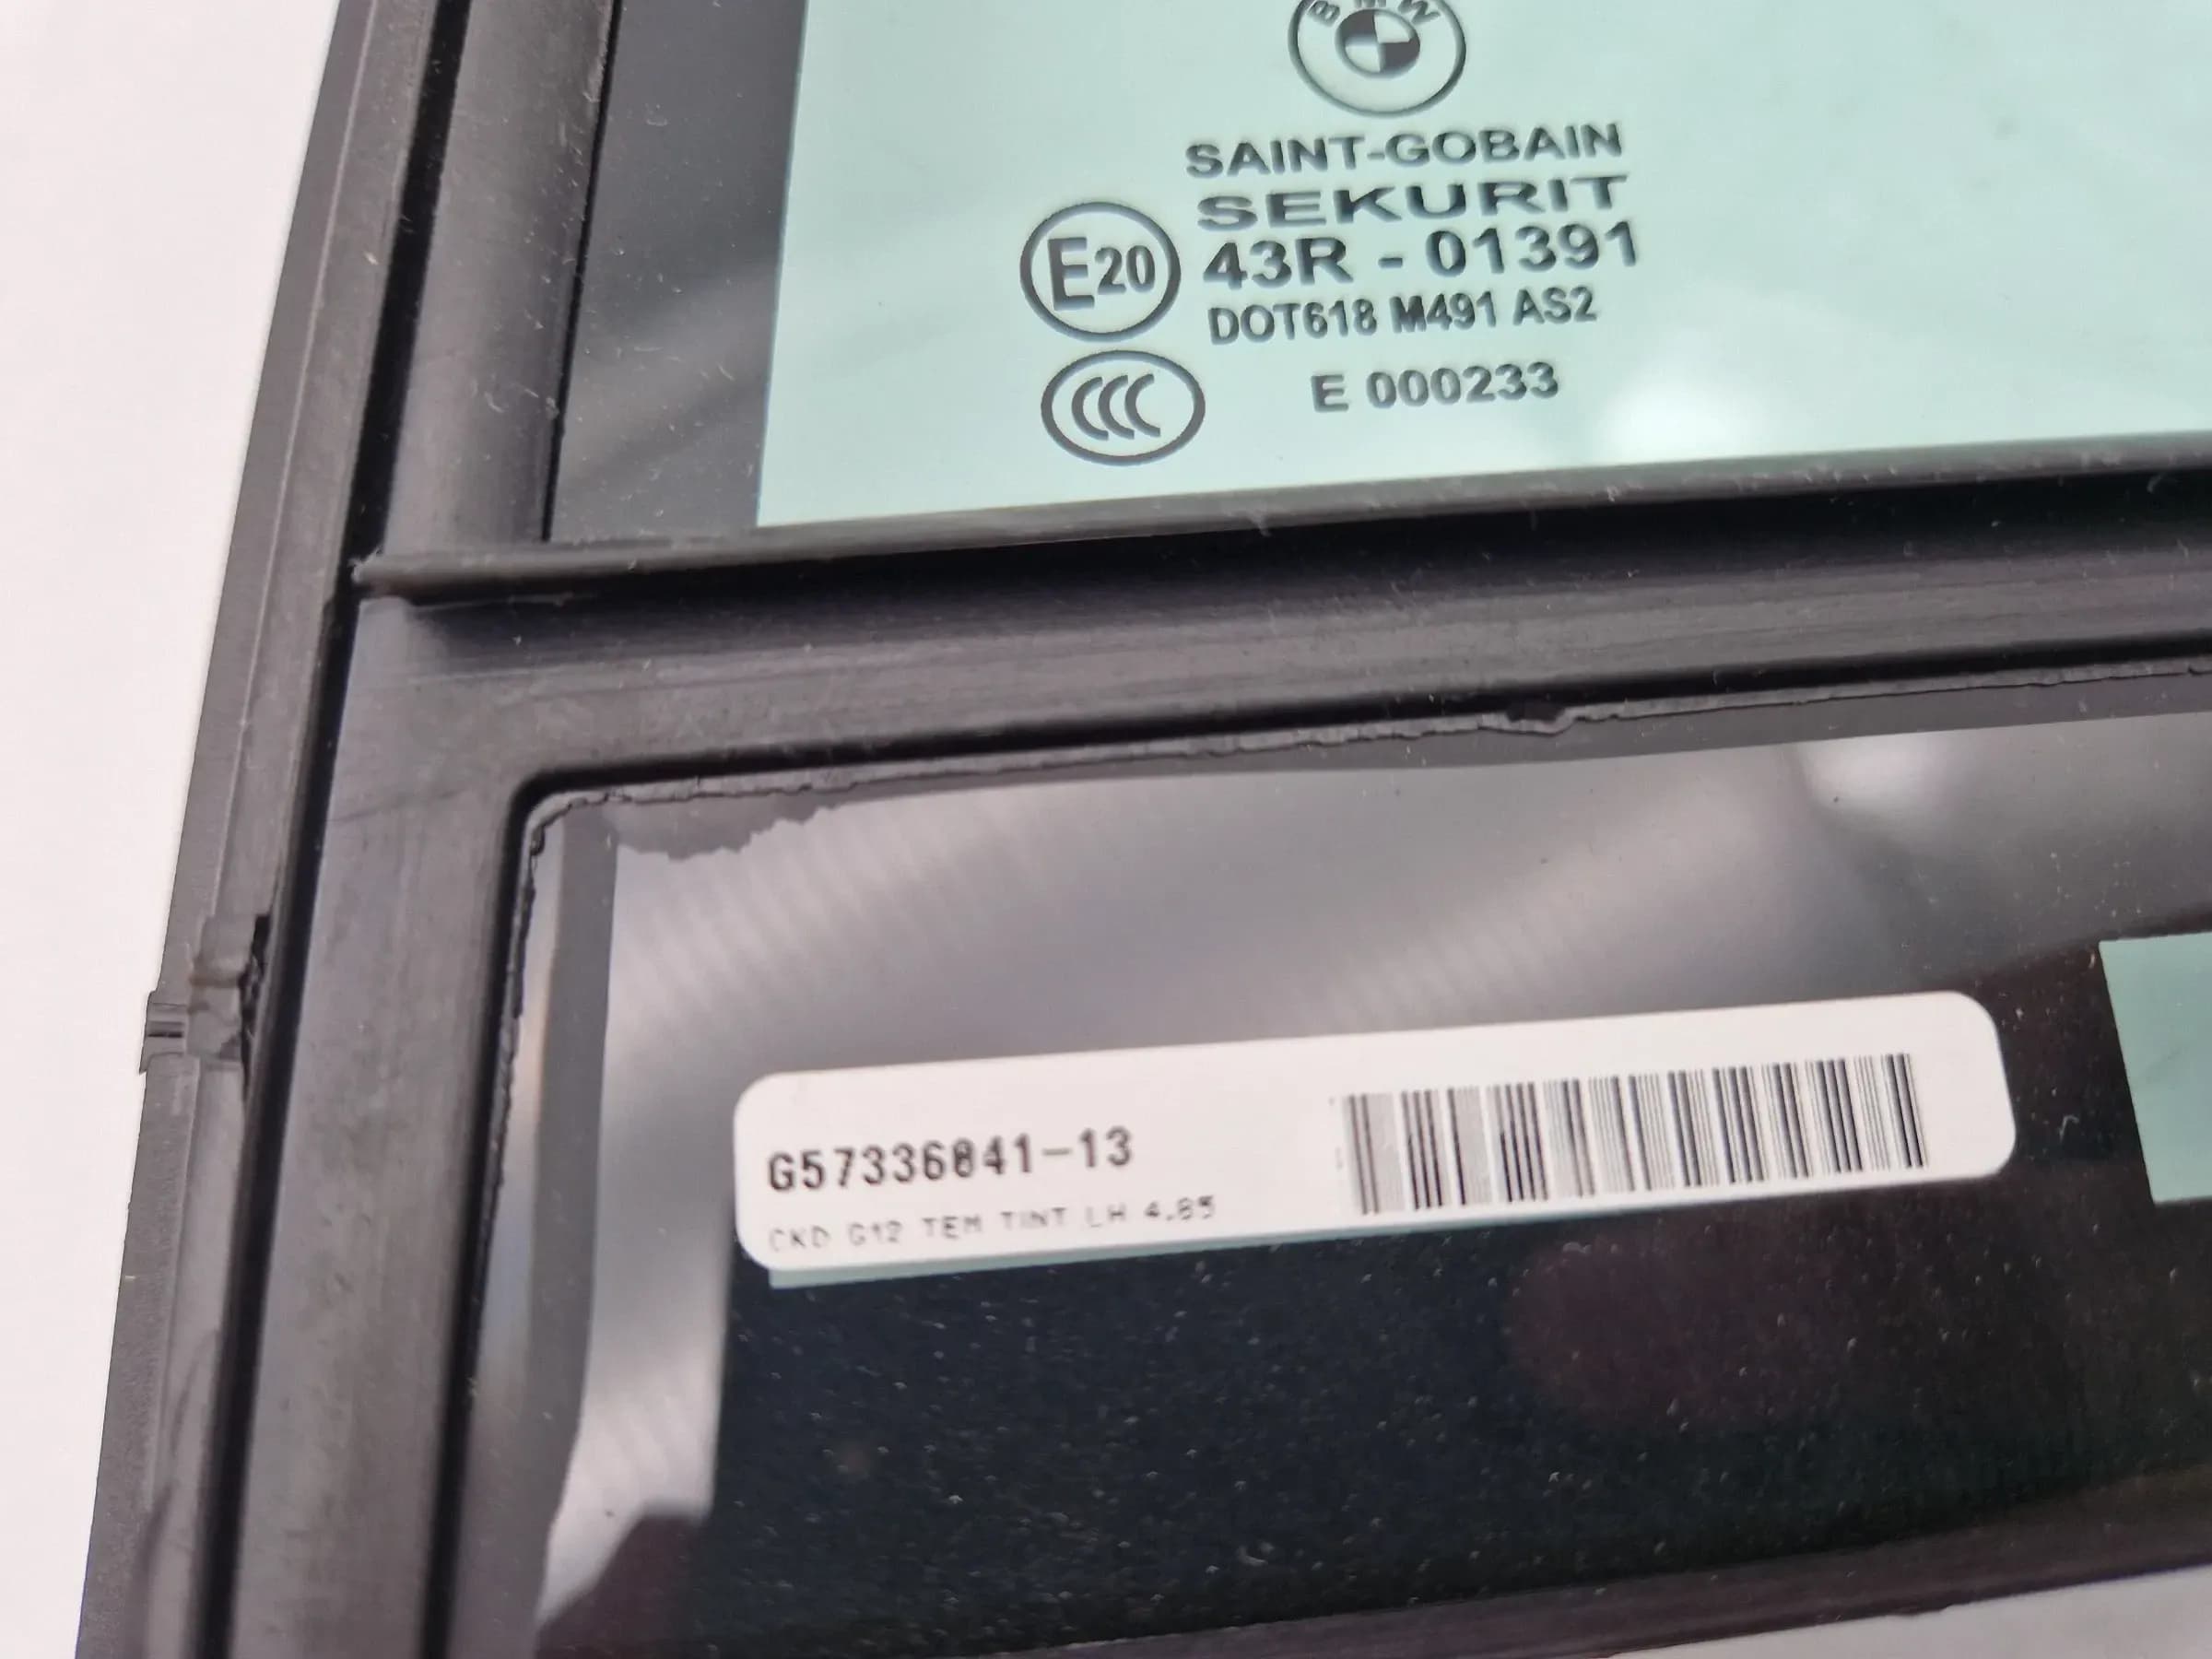 BMW
SAINT-GOBAIN
SEKURIT
E20 43R - 01391
DOT618 M491 AS2
CCC E 000233
G57336841-13
CKD G12 TEM TINT LH 4.85